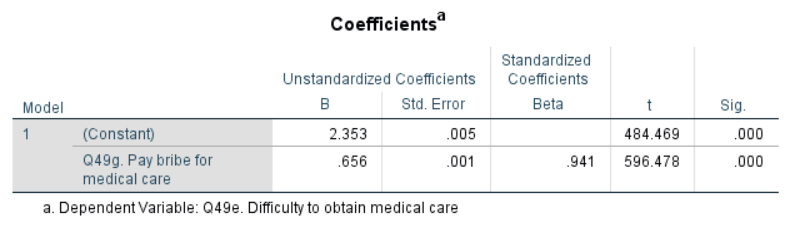 Coefficientsa
Standardized
Unstandardized Coefficients Coefficients
Model B Std. Error Beta t Sig.
1 (Constant) 2.353 .005 484.469 .000
Q49g. Pay bribe for .656 .001 .941 596.478 .000
medical care
a. Dependent Variable: Q49e. Difficulty to obtain medical care